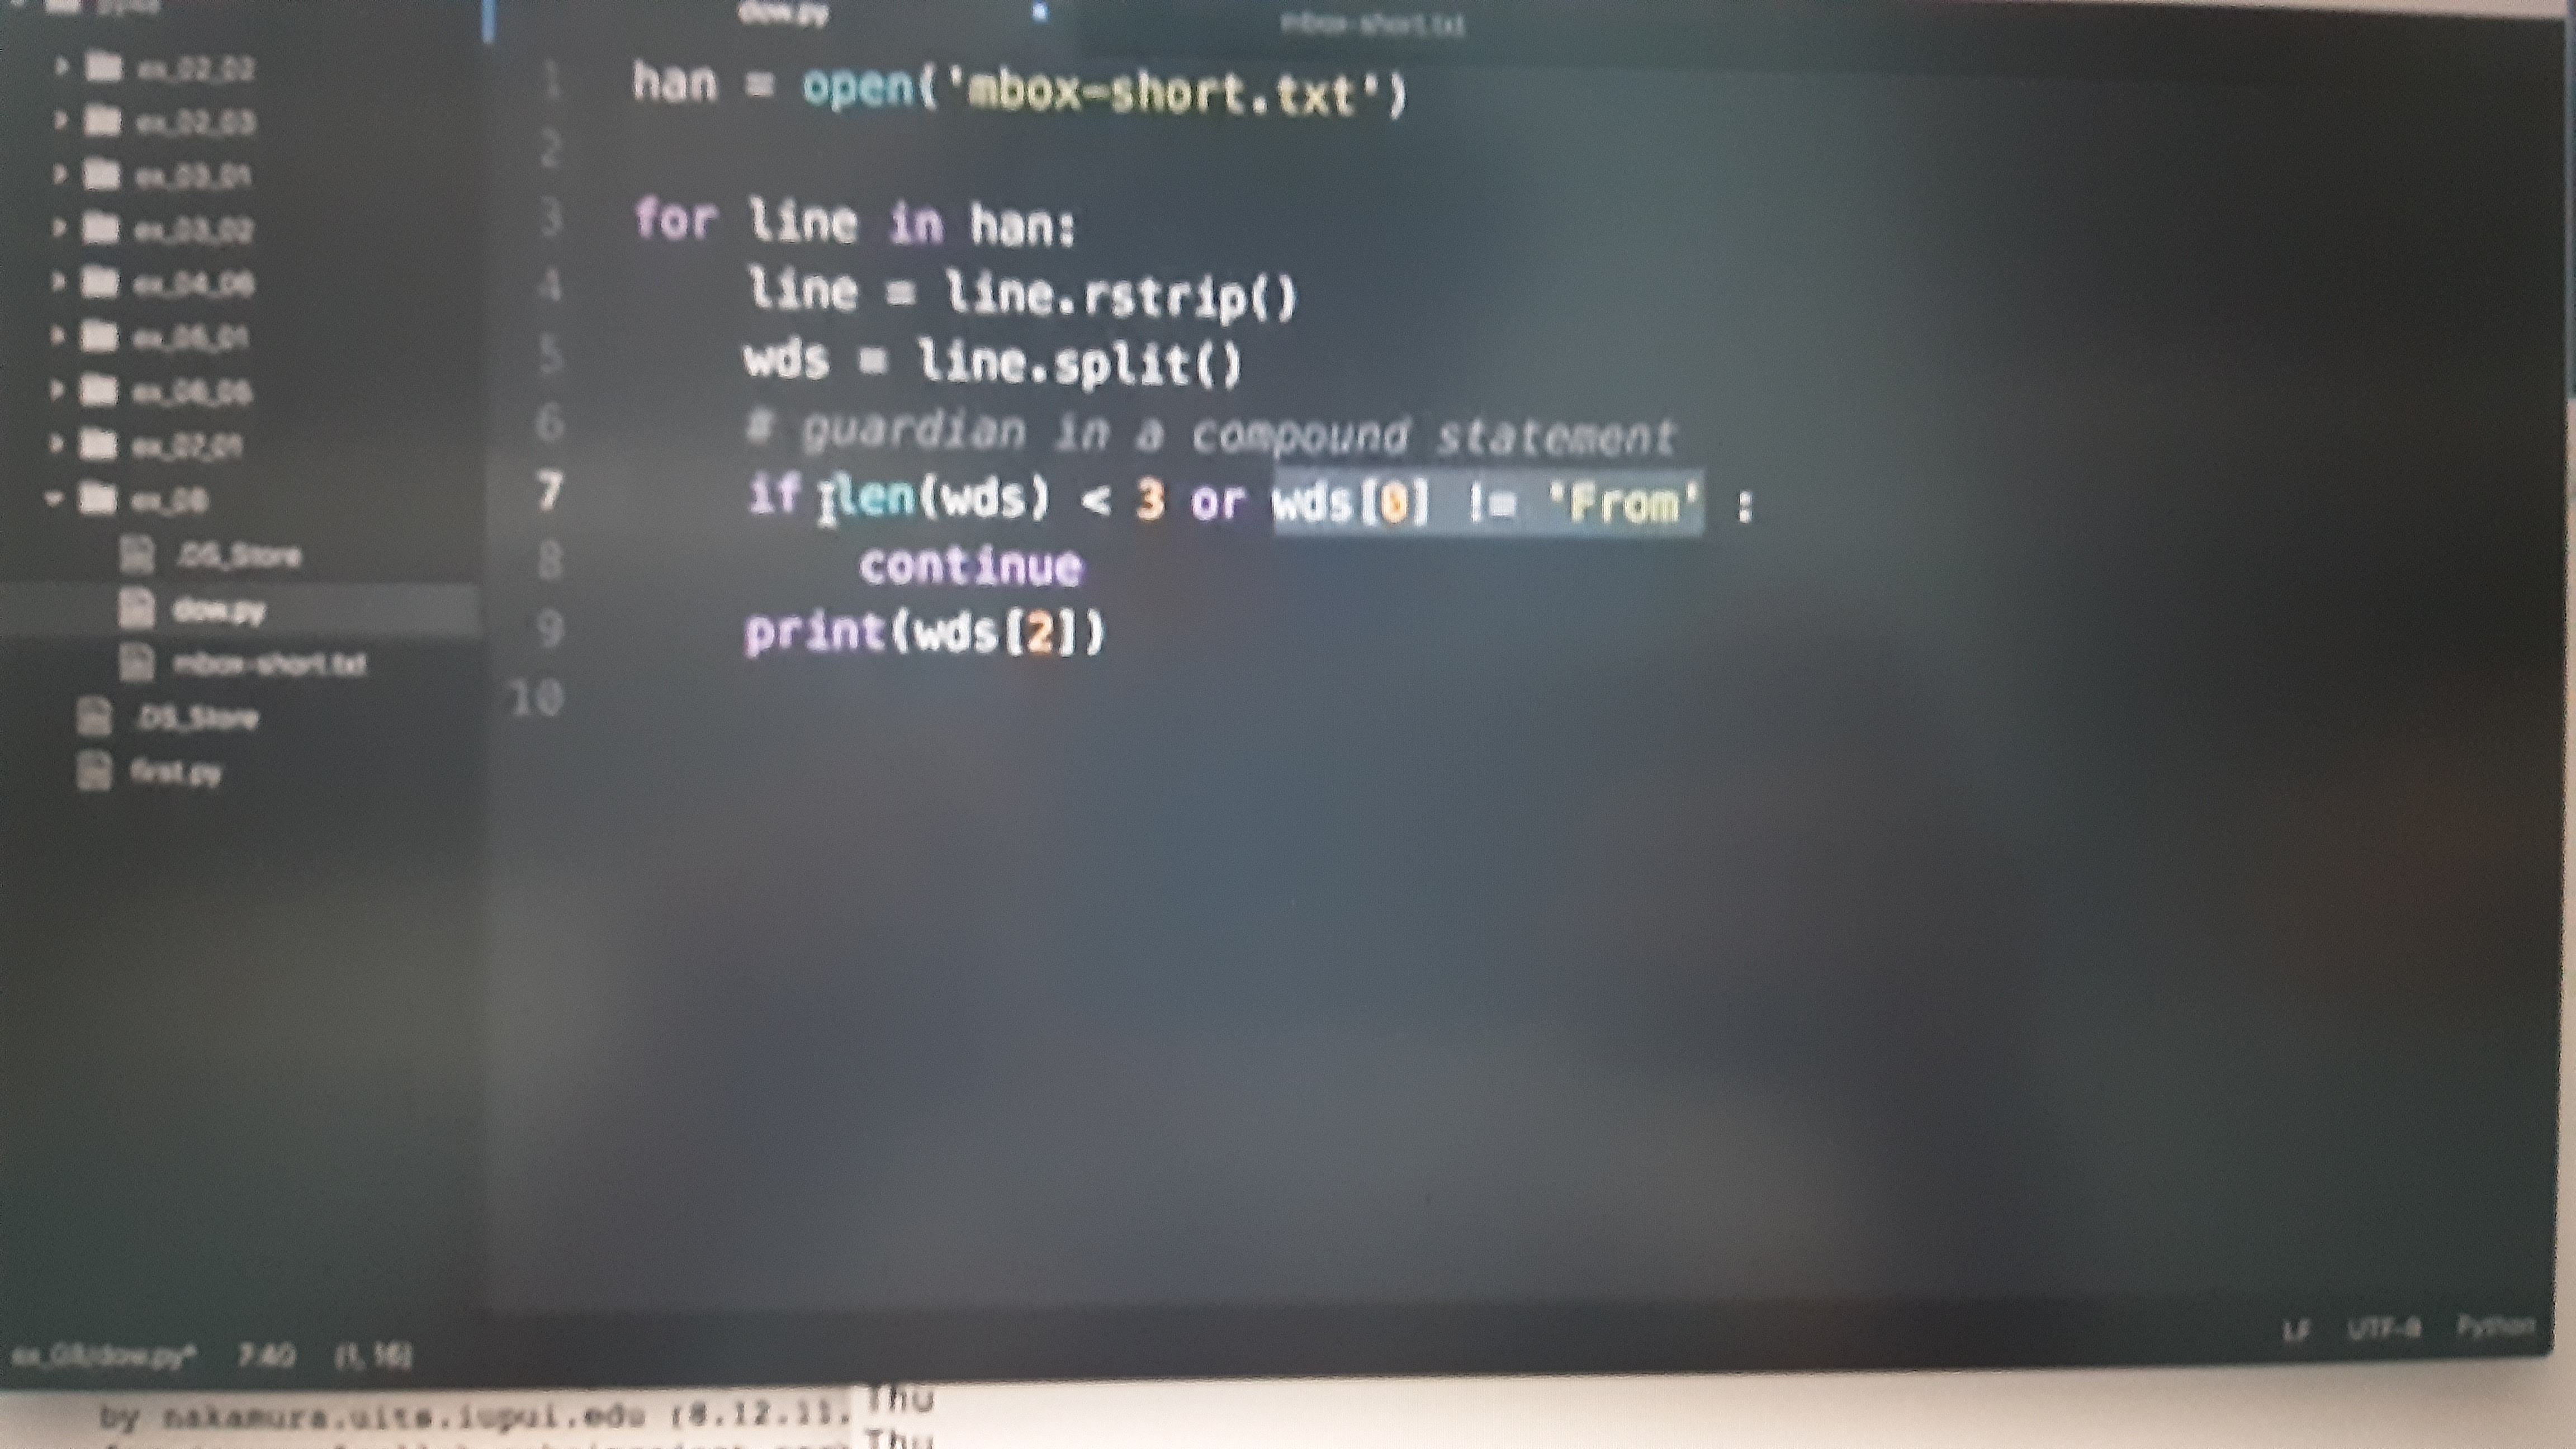 dow.py
mbox-short.txt
ex_02_02
ex_02_03
ex_03_01
ex_03_02
ex_04_06
ex_05_01
ex_06_05
ex_07_01
ex_08
.DS_Store
dow.py
mbox-short.txt
.DS_Store
first.py
1 han = open('mbox-short.txt')
2
3 for line in han:
4 line = line.rstrip()
5 wds = line.split()
6 # guardian in a compound statement
7 if len(wds) < 3 or wds[0] != 'From' :
8 continue
9 print(wds[2])
10
ex_08/dow.py* 7:40 (1, 16)
LF UTF-8 Python
by nakamura.uits.iupui.edu (8.12.11.
Thu
Thu